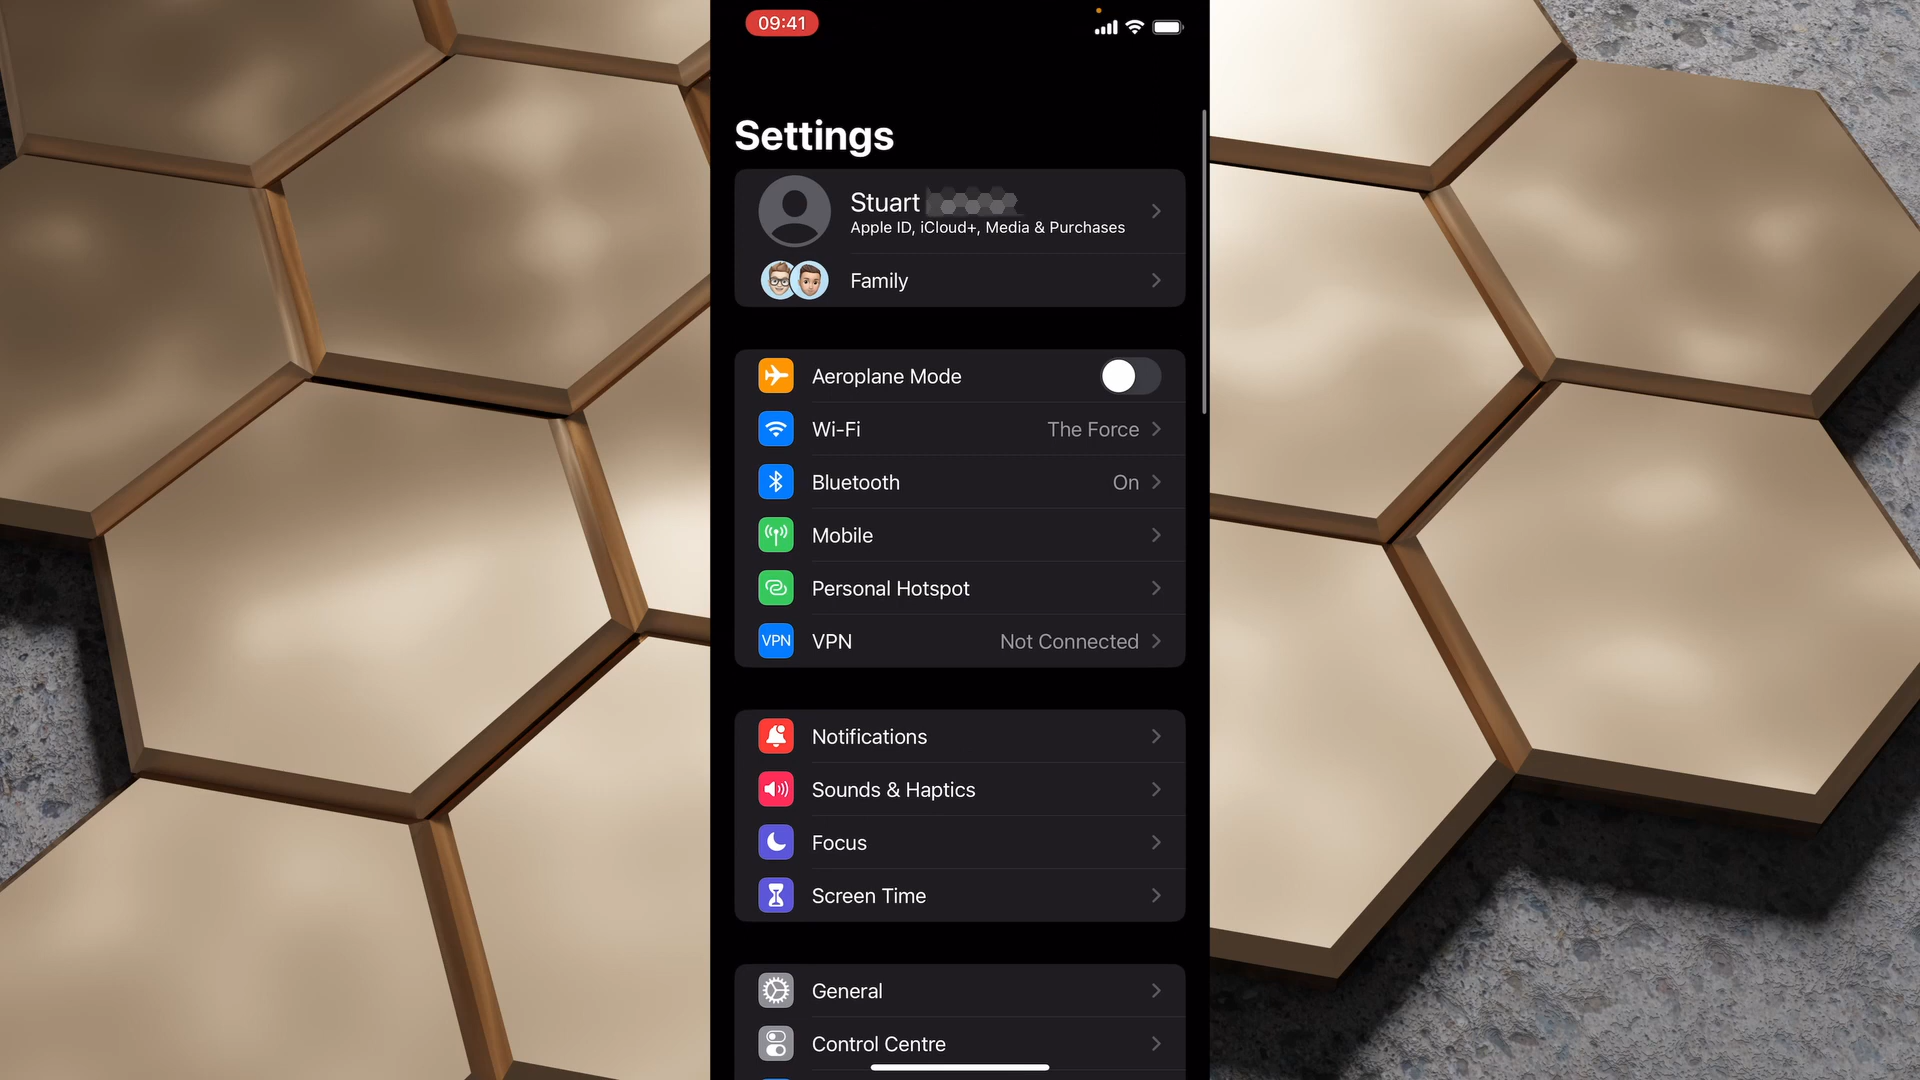 09:41
Settings
Stuart
Apple ID, iCloud+, Media & Purchases
Family
Aeroplane Mode
Wi-Fi The Force
Bluetooth On
Mobile
Personal Hotspot
VPN VPN Not Connected
Notifications
Sounds & Haptics
Focus
Screen Time
General
Control Centre